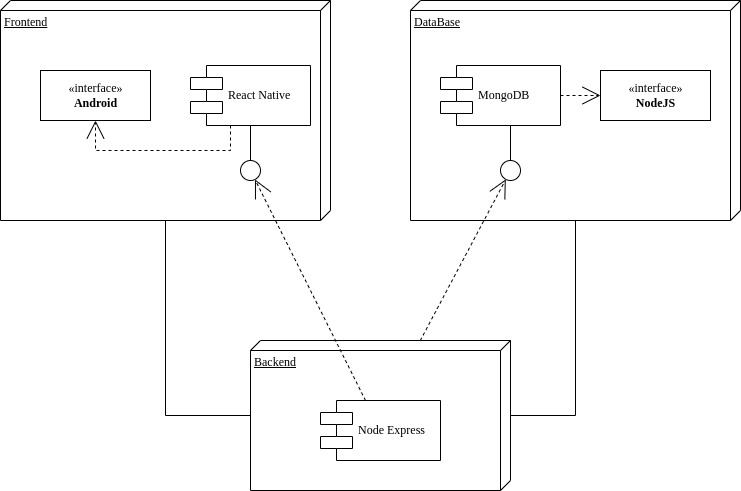 Frontend
«interface»
Android
React Native
DataBase
MongoDB
«interface»
NodeJS
Backend
Node Express